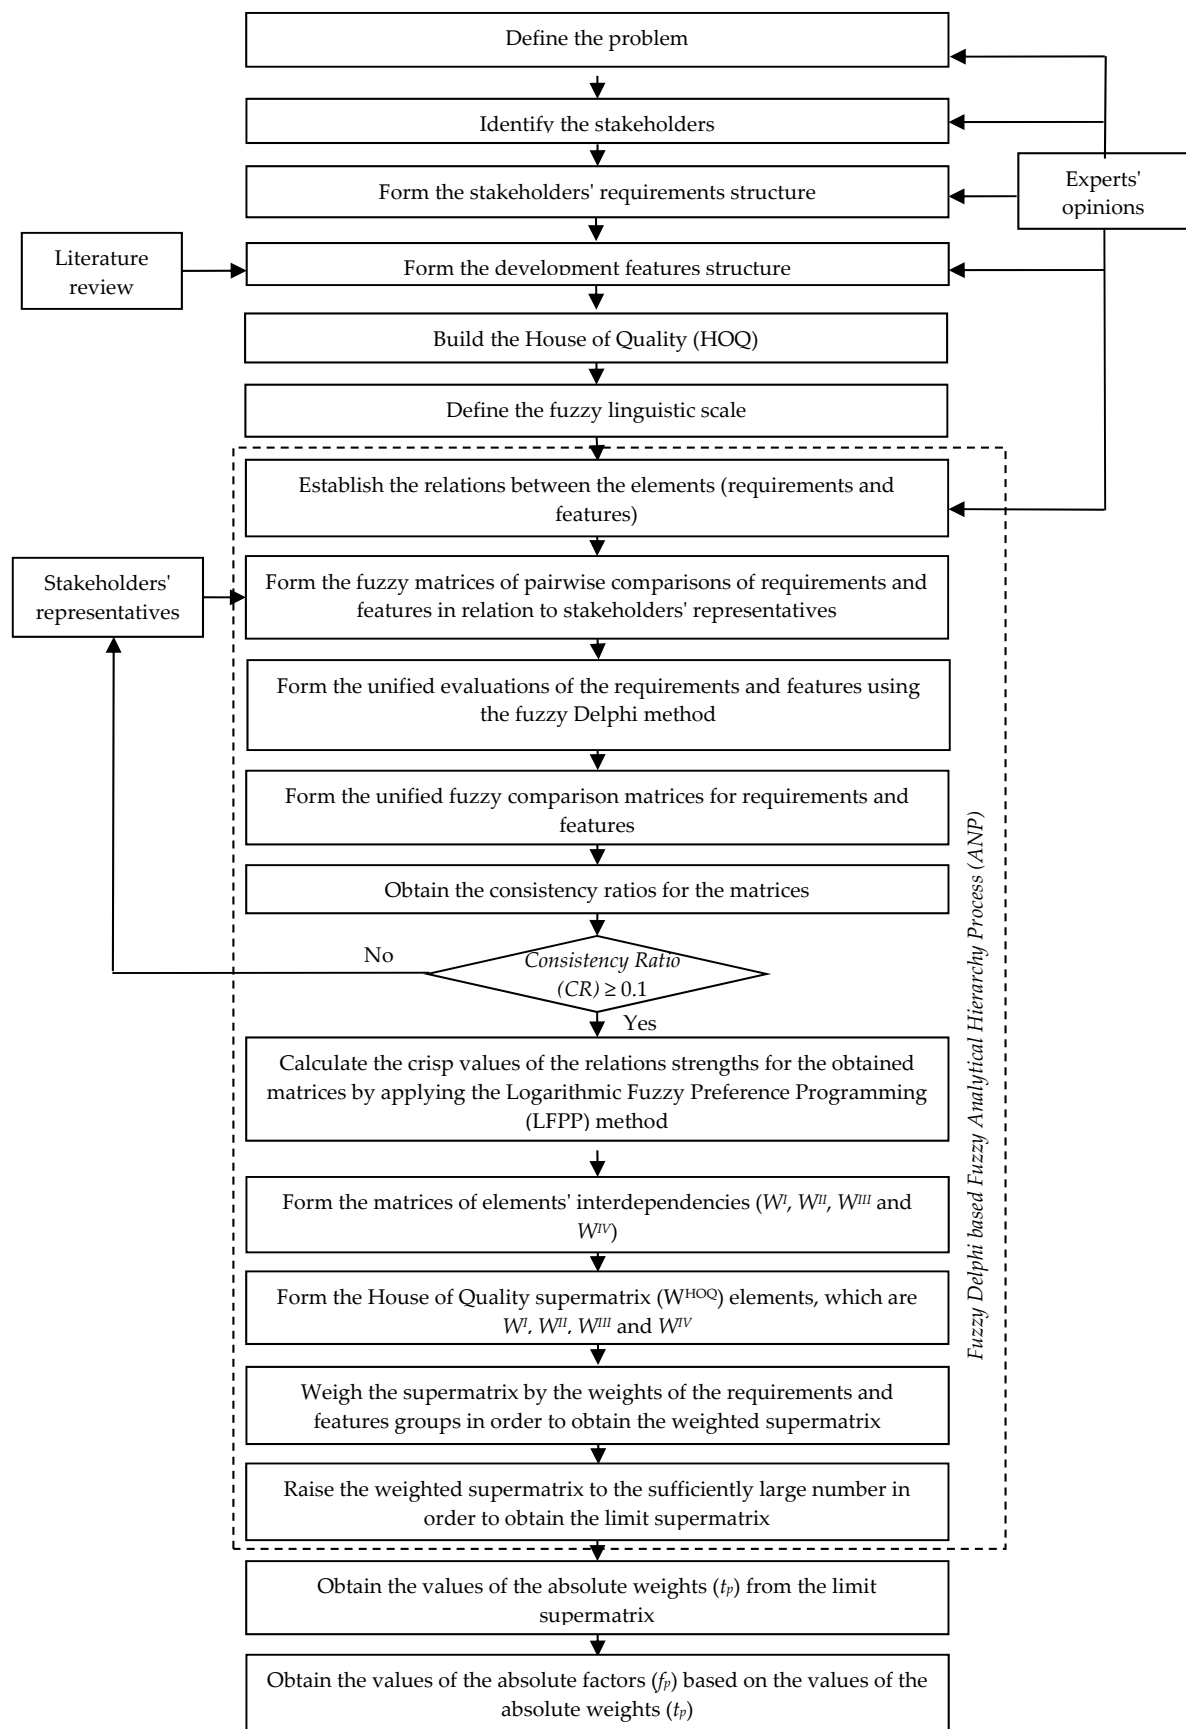 Define the problem
Identify the stakeholders
Form the stakeholders' requirements structure
Experts'
opinions
Literature
review
Form the development features structure
Build the House of Quality (HOQ)
Define the fuzzy linguistic scale
Establish the relations between the elements (requirements and
features)
Stakeholders'
representatives
Form the fuzzy matrices of pairwise comparisons of requirements and
features in relation to stakeholders' representatives
Form the unified evaluations of the requirements and features using
the fuzzy Delphi method
Form the unified fuzzy comparison matrices for requirements and
features
Obtain the consistency ratios for the matrices
No
Consistency Ratio
(CR) ≥ 0.1
Yes
Calculate the crisp values of the relations strengths for the obtained
matrices by applying the Logarithmic Fuzzy Preference Programming
(LFPP) method
Form the matrices of elements' interdependencies (W^I, W^II, W^III and
W^IV)
Form the House of Quality supermatrix (W^HOQ) elements, which are
W^I, W^II, W^III and W^IV
Weigh the supermatrix by the weights of the requirements and
features groups in order to obtain the weighted supermatrix
Raise the weighted supermatrix to the sufficiently large number in
order to obtain the limit supermatrix
Fuzzy Delphi based Fuzzy Analytical Hierarchy Process (ANP)
Obtain the values of the absolute weights (t_p) from the limit
supermatrix
Obtain the values of the absolute factors (f_p) based on the values of the
absolute weights (t_p)